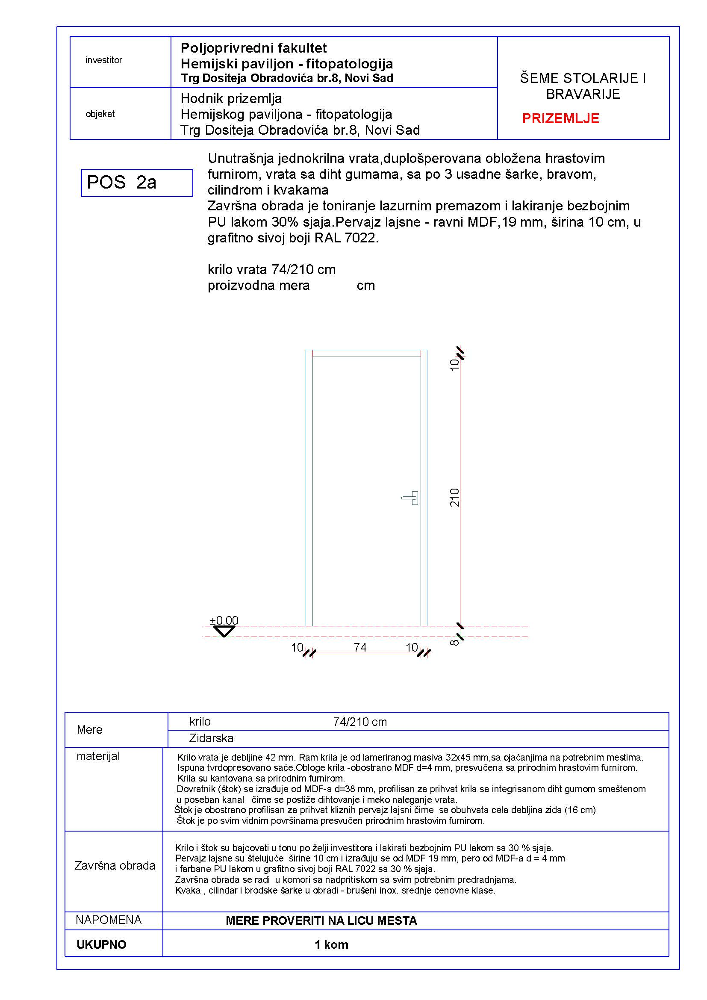 investitor
Poljoprivredni fakultet
Hemijski paviljon - fitopatologija
Trg Dositeja Obradovića br.8, Novi Sad
objekat
Hodnik prizemlja
Hemijskog paviljona - fitopatologija
Trg Dositeja Obradovića br.8, Novi Sad
ŠEME STOLARIJE I
BRAVARIJE
PRIZEMLJE
POS 2a
Unutrašnja jednokrilna vrata,duplošperovana obložena hrastovim
furnirom, vrata sa diht gumama, sa po 3 usadne šarke, bravom,
cilindrom i kvakama
Završna obrada je toniranje lazurnim premazom i lakiranje bezbojnim
PU lakom 30% sjaja.Pervajz lajsne - ravni MDF,19 mm, širina 10 cm, u
grafitno sivoj boji RAL 7022.
krilo vrata 74/210 cm
proizvodna mera cm
10
210
±0,00
8
10 74 10
Mere
krilo 74/210 cm
Zidarska
materijal
Krilo vrata je debljine 42 mm. Ram krila je od lameriranog masiva 32x45 mm,sa ojačanjima na potrebnim mestima.
Ispuna tvrdopresovano saće.Obloge krila -obostrano MDF d=4 mm, presvučena sa prirodnim hrastovim furnirom.
Krila su kantovana sa prirodnim furnirom.
Dovratnik (štok) se izrađuje od MDF-a d=38 mm, profilisan za prihvat krila sa integrisanom diht gumom smeštenom
u poseban kanal čime se postiže dihtovanje i meko naleganje vrata.
Štok je obostrano profilisan za prihvat kliznih pervajz lajsni čime se obuhvata cela debljina zida (16 cm)
Štok je po svim vidnim površinama presvučen prirodnim hrastovim furnirom.
Završna obrada
Krilo i štok su bajcovati u tonu po želji investitora i lakirati bezbojnim PU lakom sa 30 % sjaja.
Pervajz lajsne su štelujuće širine 10 cm i izrađuju se od MDF 19 mm, pero od MDF-a d = 4 mm
i farbane PU lakom u grafitno sivoj boji RAL 7022 sa 30 % sjaja.
Završna obrada se radi u komori sa nadpritiskom sa svim potrebnim predradnjama.
Kvaka , cilindar i brodske šarke u obradi - brušeni inox. srednje cenovne klase.
NAPOMENA
MERE PROVERITI NA LICU MESTA
UKUPNO
1 kom